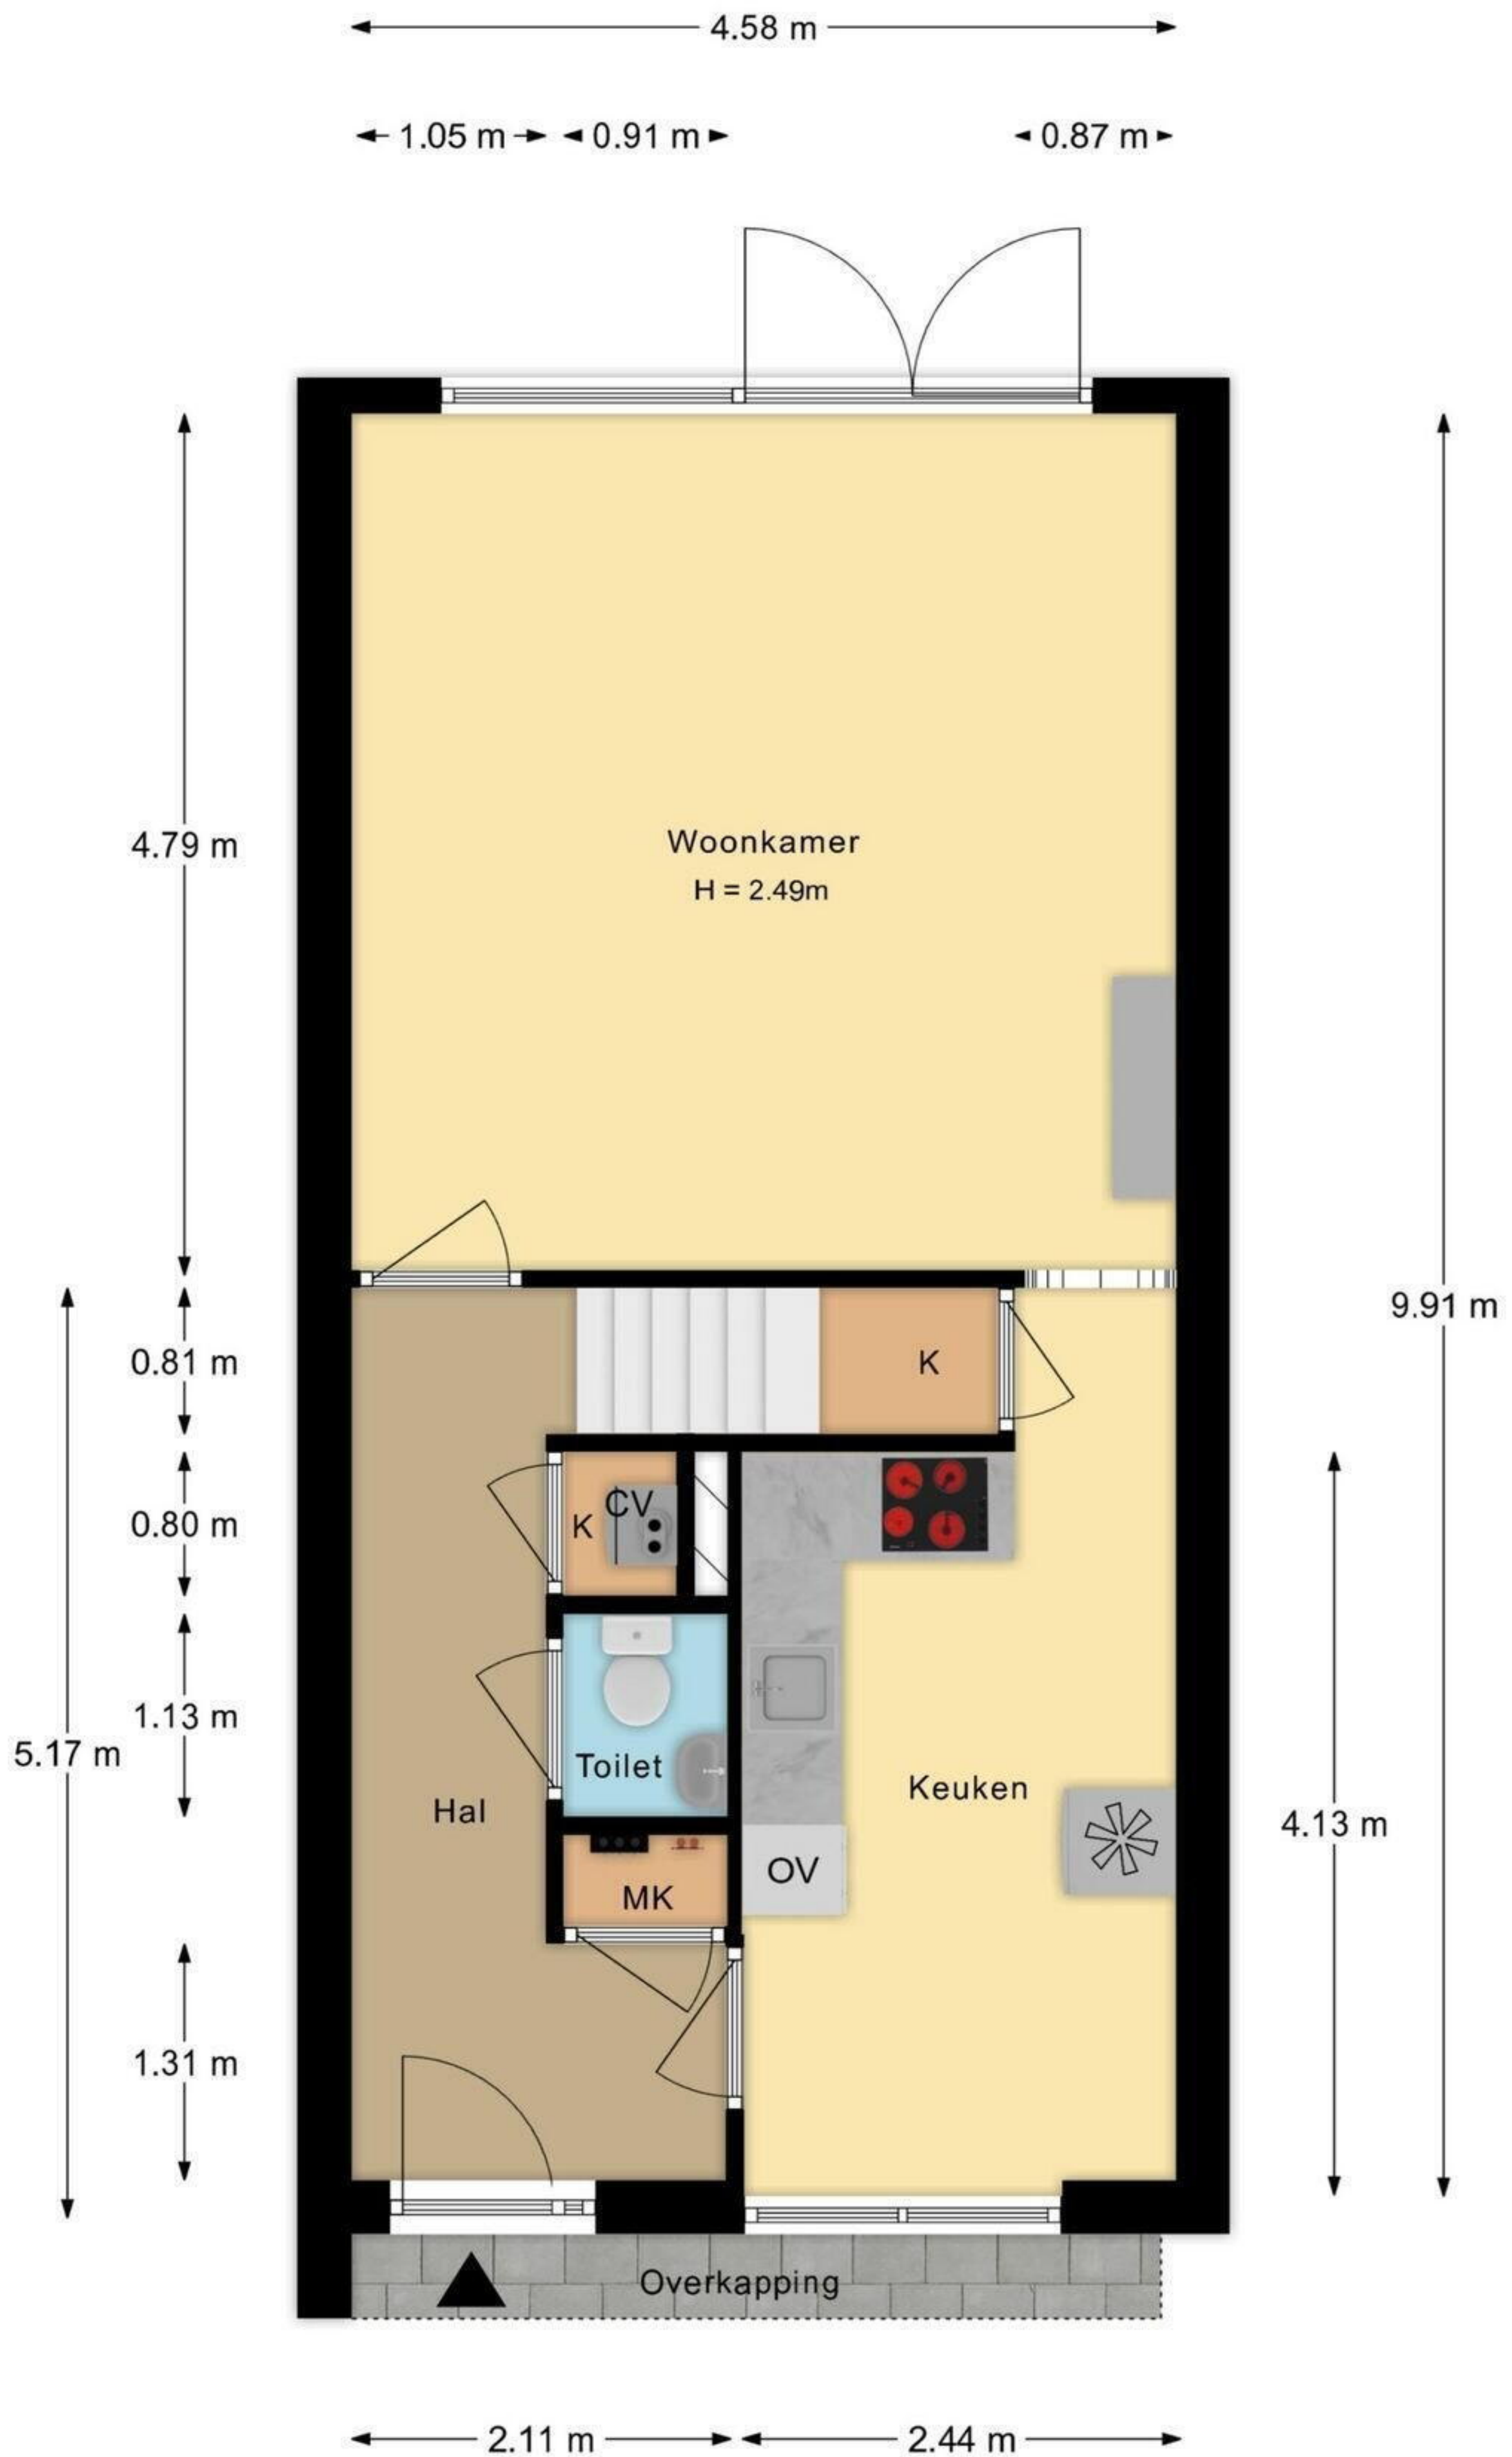 4.58 m
1.05 m 0.91 m 0.87 m
4.79 m
Woonkamer
H = 2.49m
9.91 m
0.81 m
K
0.80 m
K
CV
1.13 m
5.17 m
Toilet
Hal
Keuken
4.13 m
OV
MK
1.31 m
Overkapping
2.11 m 2.44 m